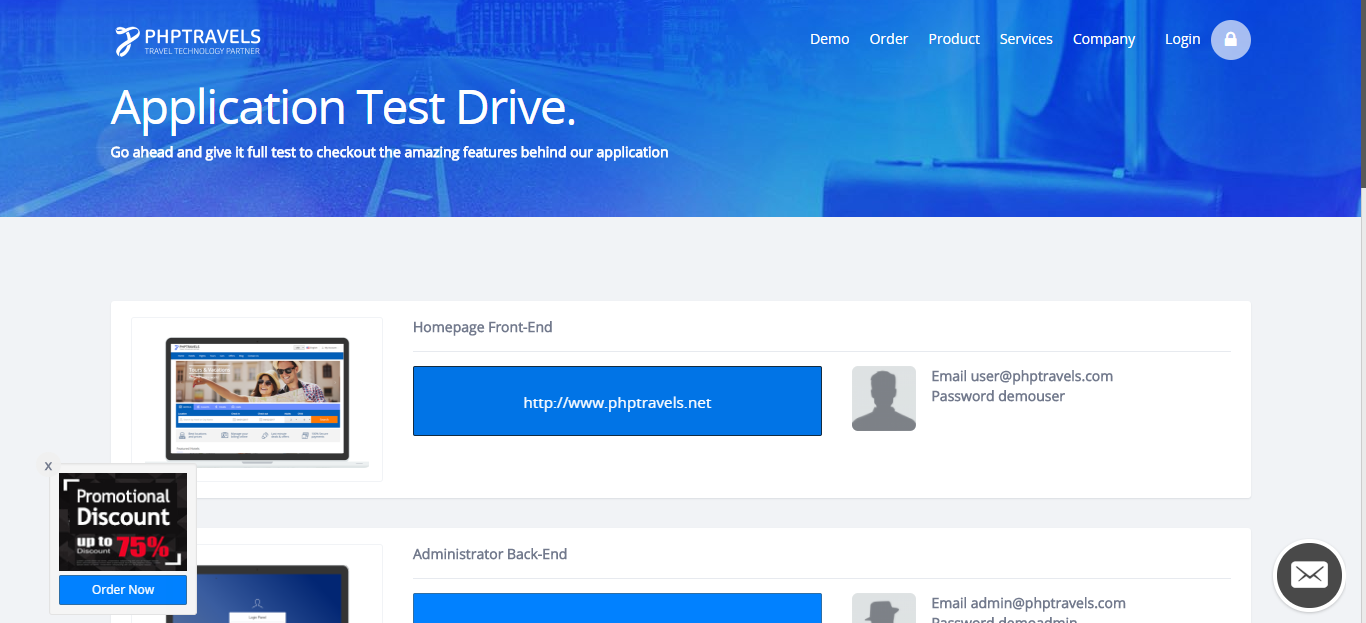 PHPTRAVELS
TRAVEL TECHNOLOGY PARTNER
Demo Order Product Services Company Login
Application Test Drive.
Go ahead and give it full test to checkout the amazing features behind our application
Homepage Front-End
http://www.phptravels.net
Email user@phptravels.com
Password demouser
x
Promotional
Discount
up to 75%
Discount
Order Now
Administrator Back-End
Email admin@phptravels.com
Password demoadmin